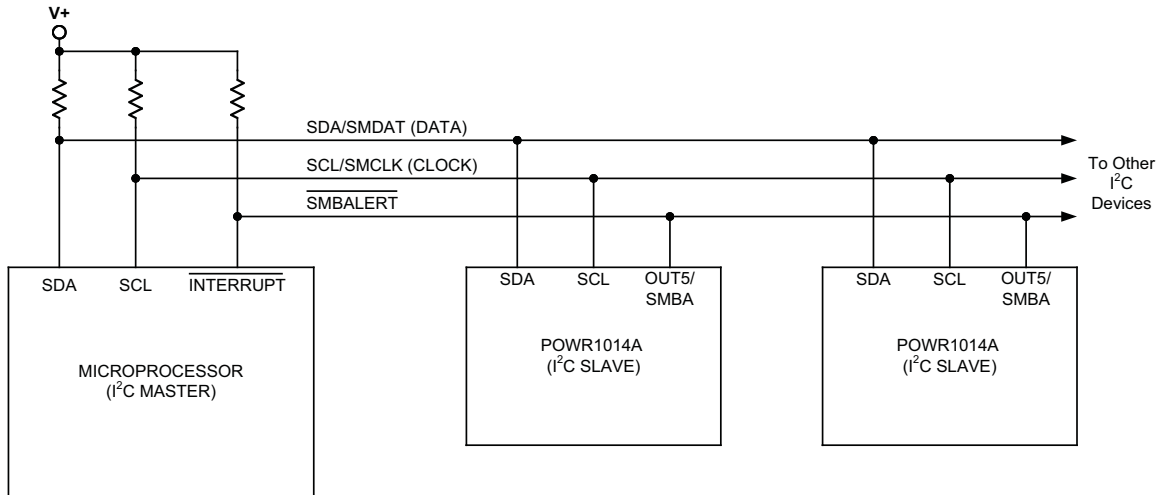 V+
SDA/SMDAT (DATA)
SCL/SMCLK (CLOCK)
SMBALERT
To Other
I²C
Devices
SDA SCL INTERRUPT
MICROPROCESSOR
(I²C MASTER)
SDA SCL OUT5/
SMBA
POWR1014A
(I²C SLAVE)
SDA SCL OUT5/
SMBA
POWR1014A
(I²C SLAVE)